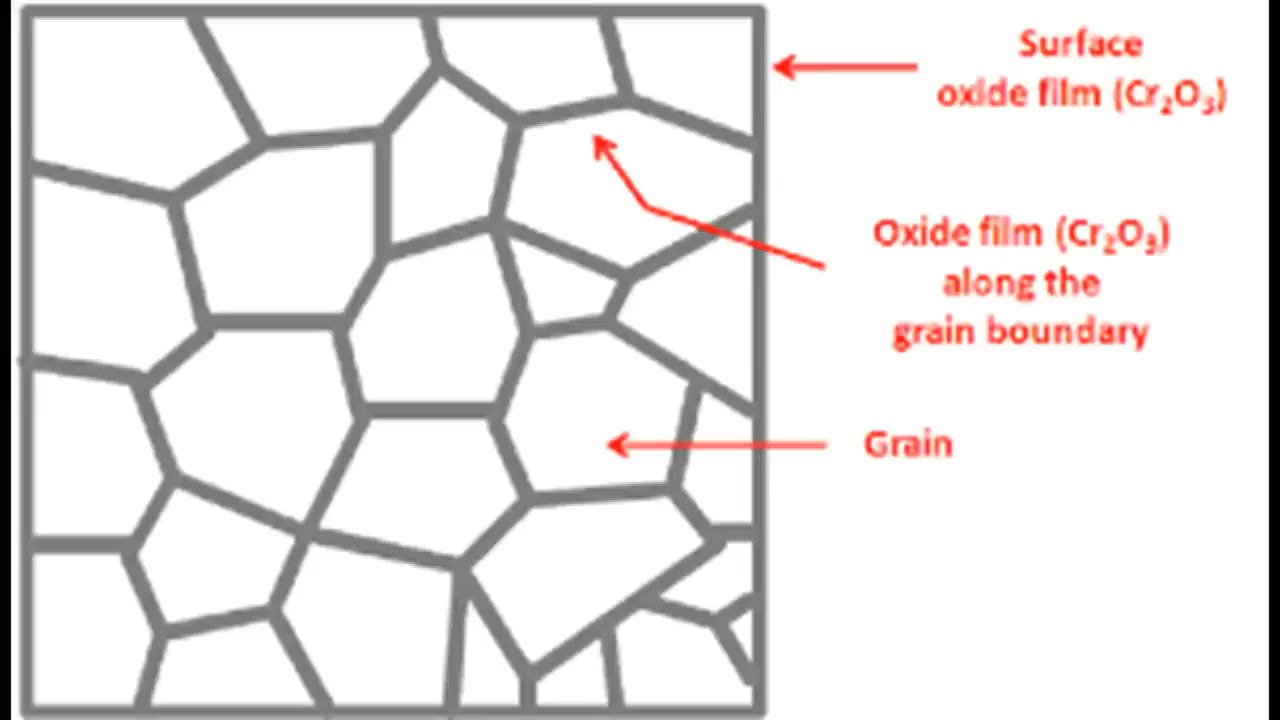 Surface
oxide film (Cr₂O₃)
Oxide film (Cr₂O₃)
along the
grain boundary
Grain